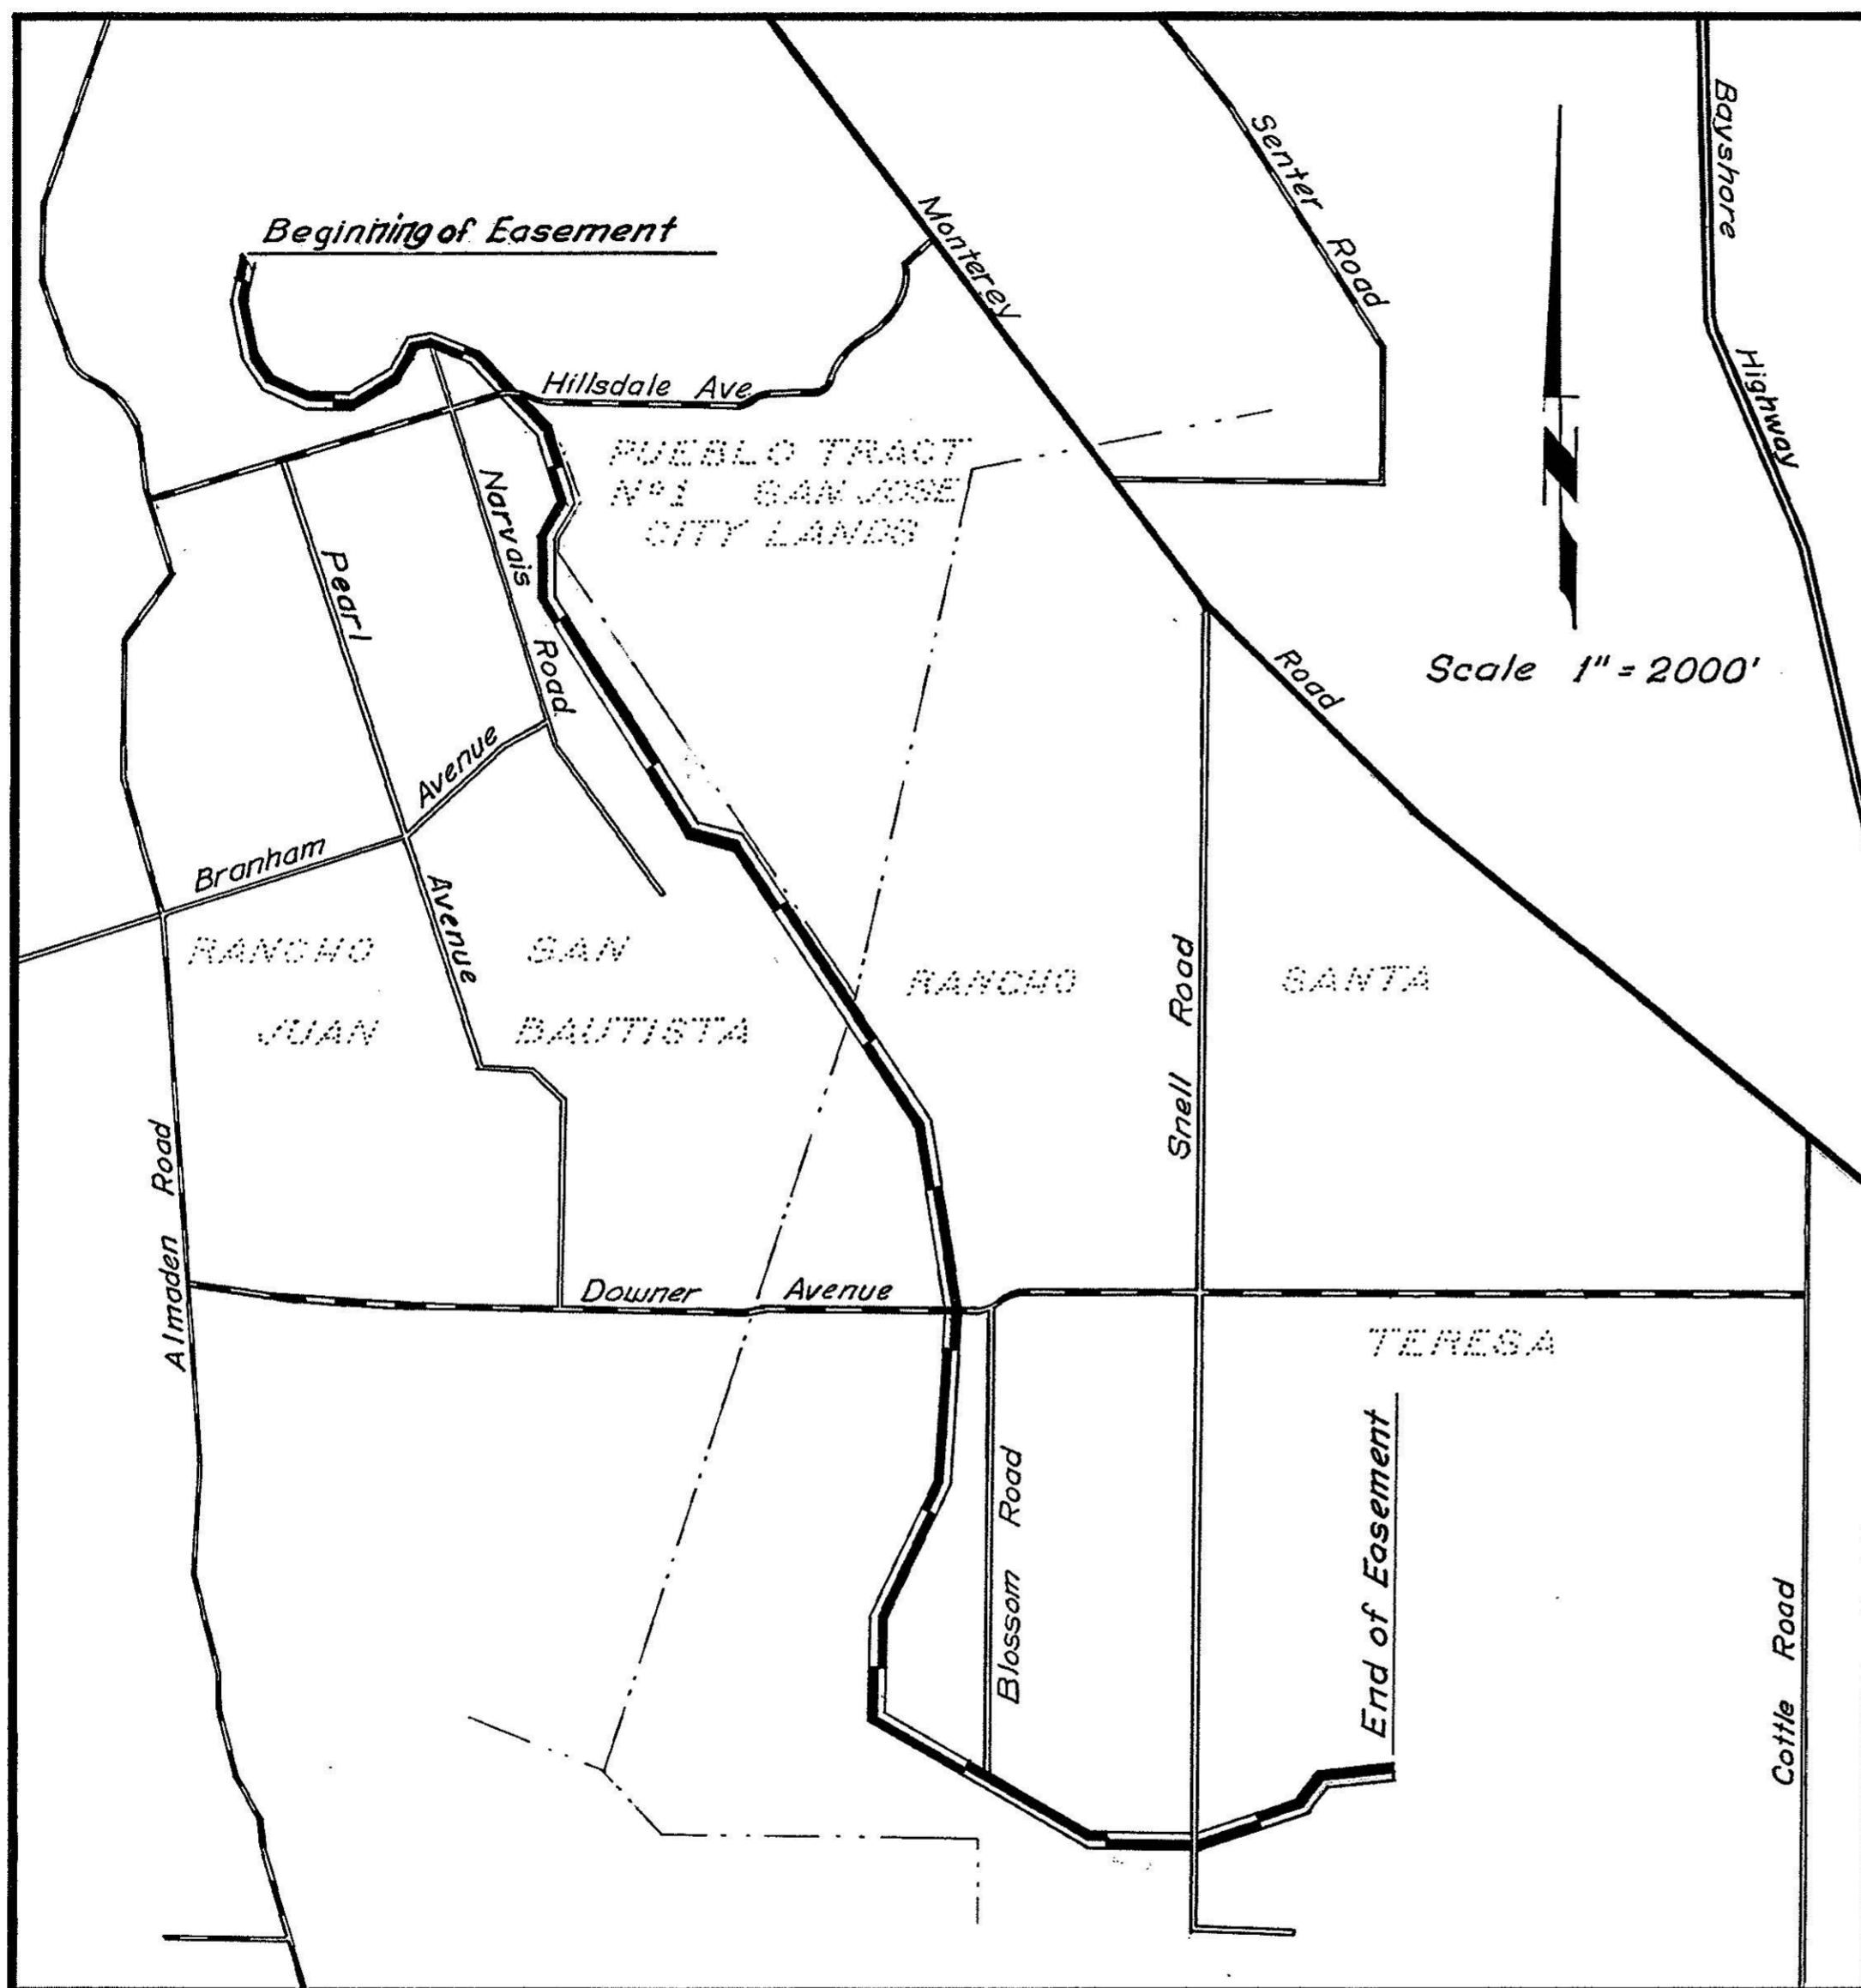 Beginning of Easement
Monterey
Road
Senter Road
Bayshore
Highway
Hillsdale Ave.
PUEBLO TRACT
Nº1 SAN JOSE
CITY LANDS
N
Scale 1" = 2000'
Narvais
Road
Pearl
Avenue
Branham
Avenue
RANCHO SAN
JUAN BAUTISTA
RANCHO SANTA
TERESA
Snell Road
Almaden Road
Downer Avenue
Blossom Road
End of Easement
Cottle Road